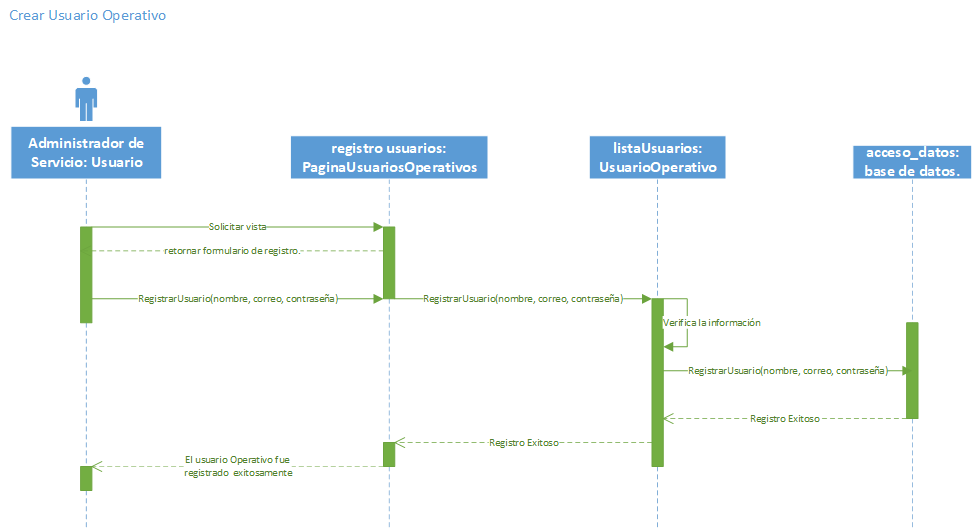 Crear Usuario Operativo
Administrador de
Servicio: Usuario
registro usuarios:
PaginaUsuariosOperativos
listaUsuarios:
UsuarioOperativo
acceso_datos:
base de datos.
Solicitar vista
retornar formulario de registro.
RegistrarUsuario(nombre, correo, contraseña)
RegistrarUsuario(nombre, correo, contraseña)
Verifica la información
RegistrarUsuario(nombre, correo, contraseña)
Registro Exitoso
Registro Exitoso
El usuario Operativo fue
registrado exitosamente